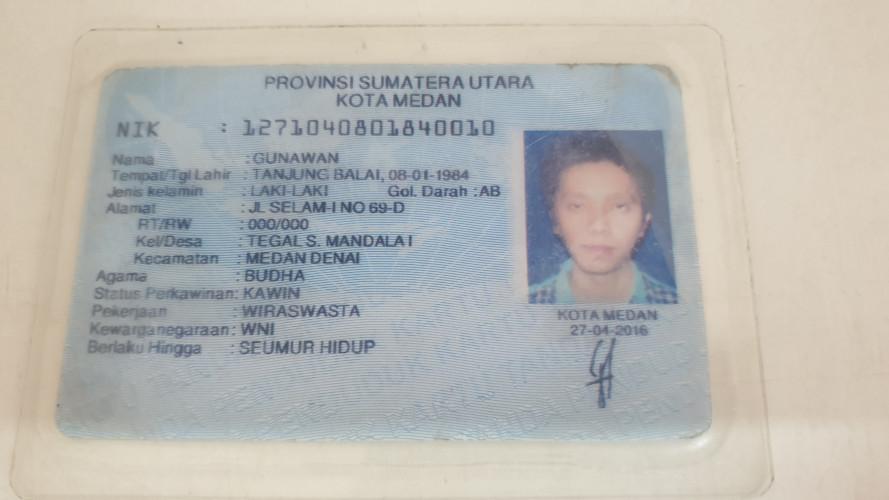 PROVINSI SUMATERA UTARA
KOTA MEDAN
NIK : 1271040801840010
Nama : GUNAWAN
Tempat/Tgl Lahir : TANJUNG BALAI, 08-01-1984
Jenis kelamin : LAKI-LAKI Gol. Darah : AB
Alamat : JL SELAM-I NO 69-D
RT/RW : 000/000
Kel/Desa : TEGAL S. MANDALA I
Kecamatan : MEDAN DENAI
Agama : BUDHA
Status Perkawinan: KAWIN
Pekerjaan : WIRASWASTA
Kewarganegaraan: WNI
Berlaku Hingga : SEUMUR HIDUP
KOTA MEDAN
27-04-2016